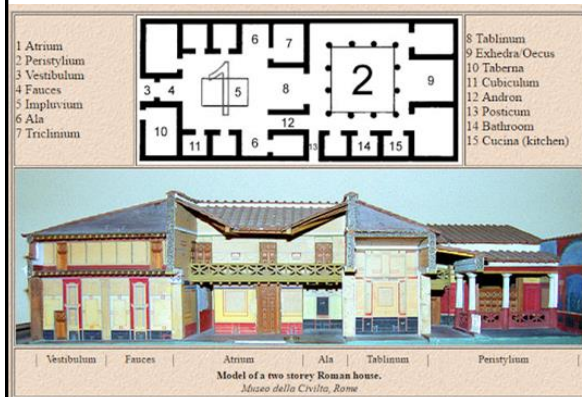 1 Atrium
2 Peristylium
3 Vestibulum
4 Fauces
5 Impluvium
6 Ala
7 Triclinium
6
7
3
4
1
5
8
2
9
10
11
6
12
13
14
15
8 Tablinum
9 Exhedra/Oecus
10 Taberna
11 Cubiculum
12 Andron
13 Posticum
14 Bathroom
15 Cucina (kitchen)
| Vestibulum | Fauces | Atrium | Ala | Tablinum | Peristylium |
Model of a two storey Roman house.
Museo della Civilta, Rome